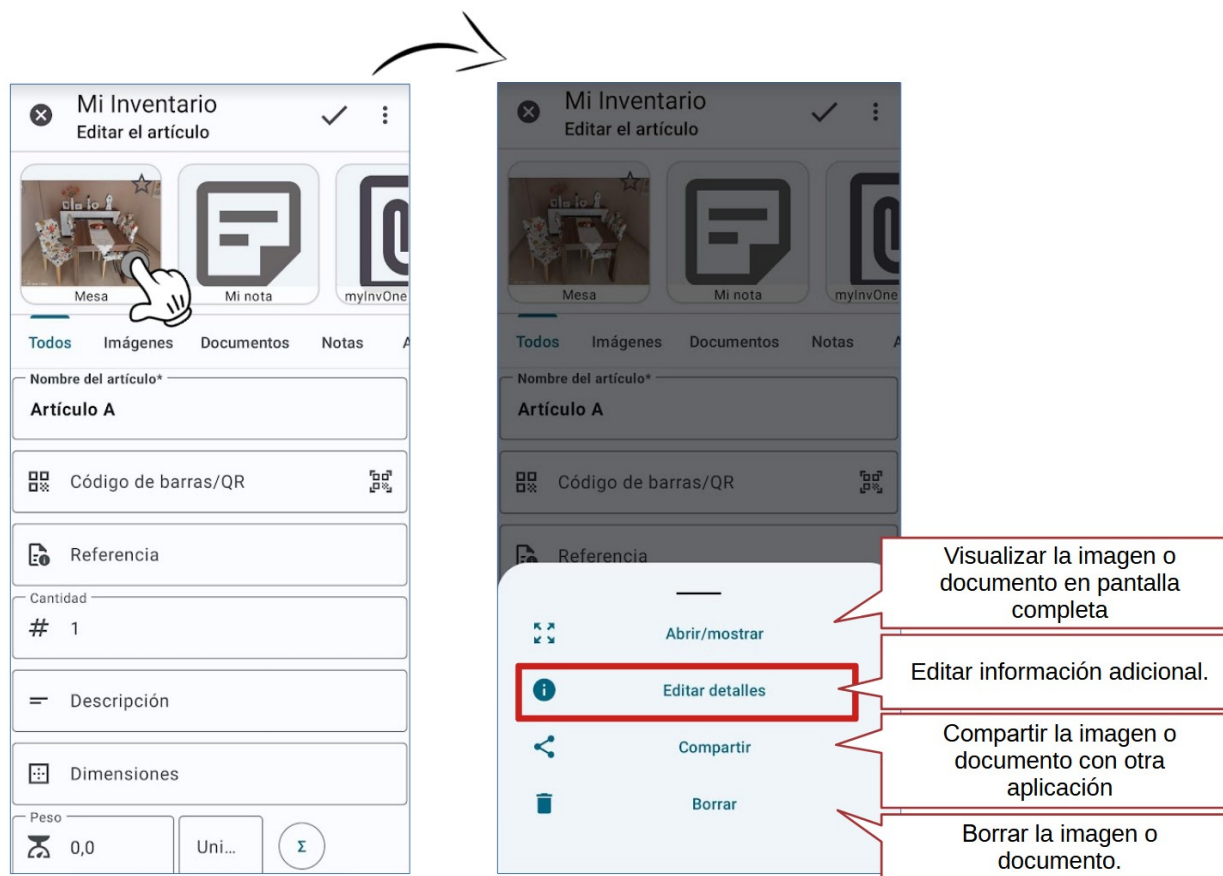 Mi Inventario
Editar el artículo
Mesa
Mi nota
myInvOne
Todos Imágenes Documentos Notas A
Nombre del artículo*
Artículo A
Código de barras/QR
Referencia
Cantidad
# 1
Descripción
Dimensiones
Peso
0,0
Uni...
Σ
Mi Inventario
Editar el artículo
Mesa
Mi nota
myInvOne
Todos Imágenes Documentos Notas A
Nombre del artículo*
Artículo A
Código de barras/QR
Referencia
Abrir/mostrar
Editar detalles
Compartir
Borrar
Visualizar la imagen o
documento en pantalla
completa
Editar información adicional.
Compartir la imagen o
documento con otra
aplicación
Borrar la imagen o
documento.